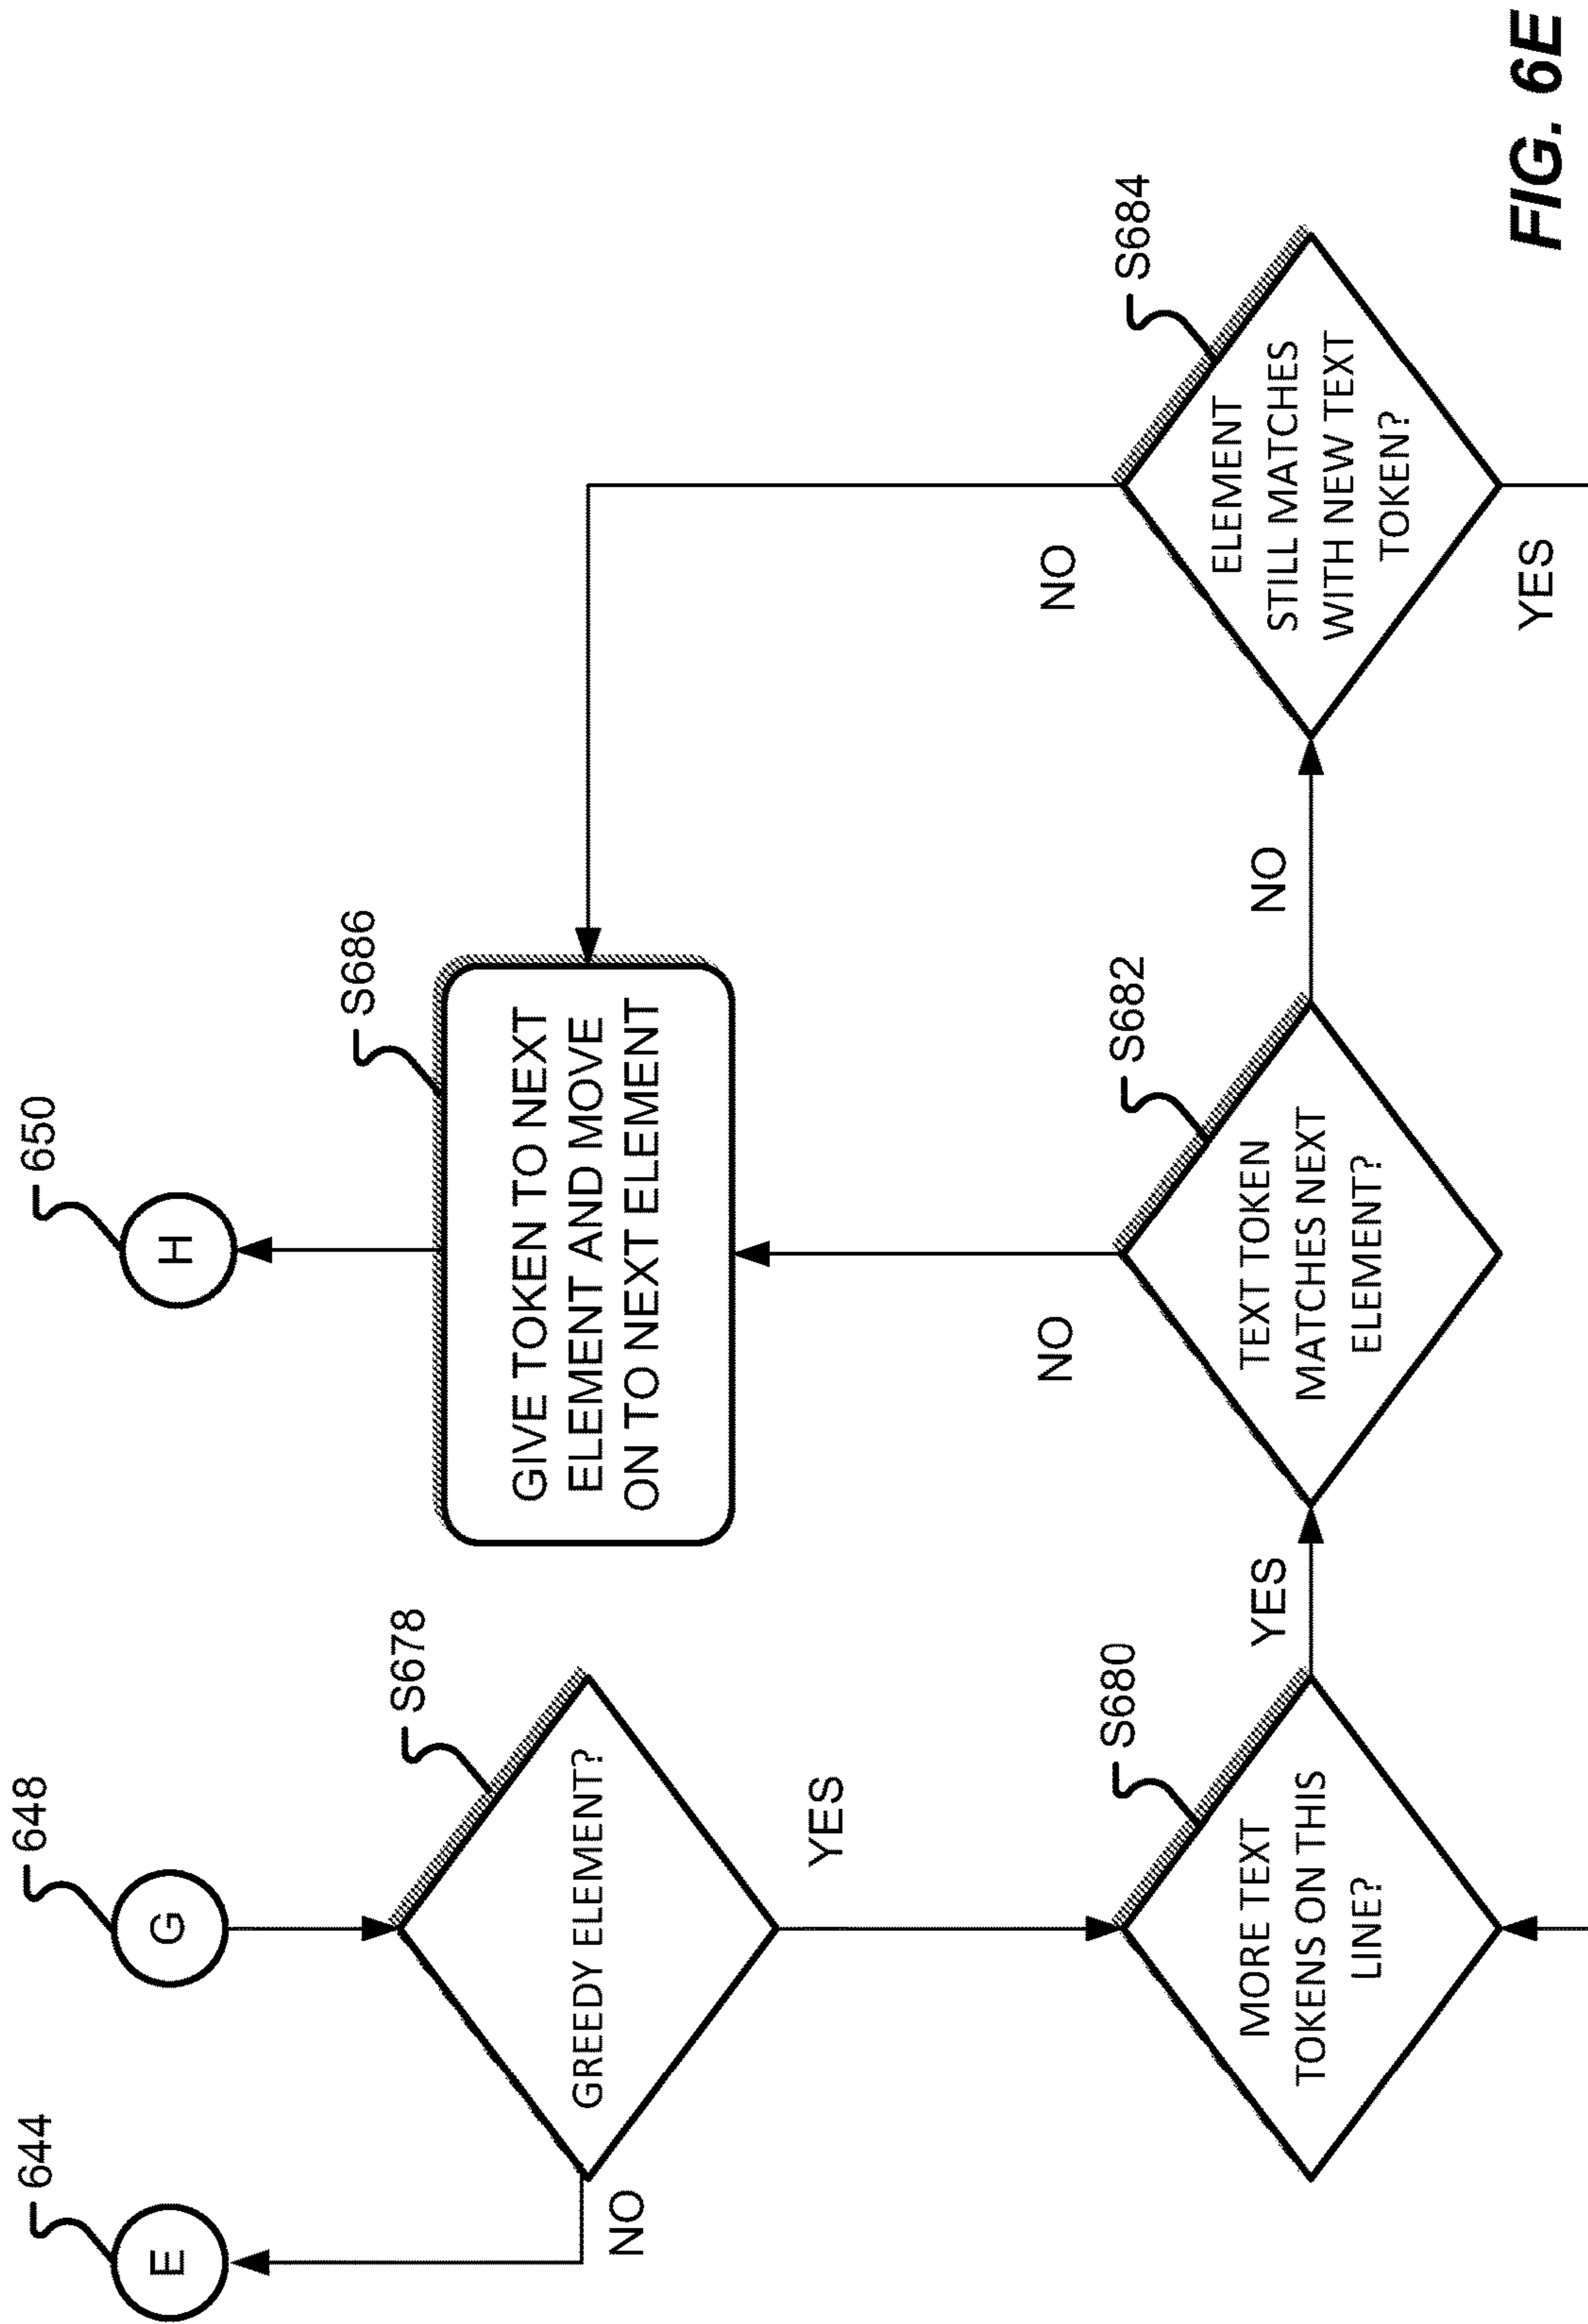 644
E
648
G
650
H
S678
GREEDY ELEMENT?
NO
YES
S686
GIVE TOKEN TO NEXT
ELEMENT AND MOVE
ON TO NEXT ELEMENT
S680
MORE TEXT
TOKENS ON THIS
LINE?
YES
S682
TEXT TOKEN
MATCHES NEXT
ELEMENT?
NO
NO
S684
ELEMENT
STILL MATCHES
WITH NEW TEXT
TOKEN?
NO
YES
FIG. 6E